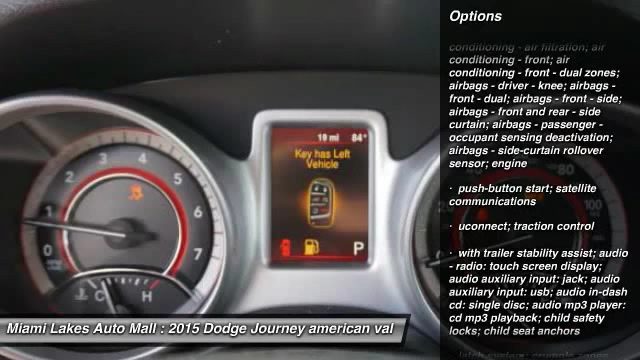 Options
conditioning - air filtration; air
conditioning - front; air
conditioning - front - dual zones;
airbags - driver - knee; airbags -
front - dual; airbags - front - side;
airbags - front and rear - side
curtain; airbags - passenger -
occupant sensing deactivation;
airbags - side-curtain rollover
sensor; engine
· push-button start; satellite
communications
· uconnect; traction control
· with trailer stability assist; audio
- radio: touch screen display;
audio auxiliary input: jack; audio
auxiliary input: usb; audio in-dash
cd: single disc; audio mp3 player:
cd mp3 playback; child safety
locks; child seat anchors
19 mi 84°
Key has Left
Vehicle
P
0 1 2 3 4 5 6 7
C H
80 100
Miami Lakes Auto Mall : 2015 Dodge Journey american val